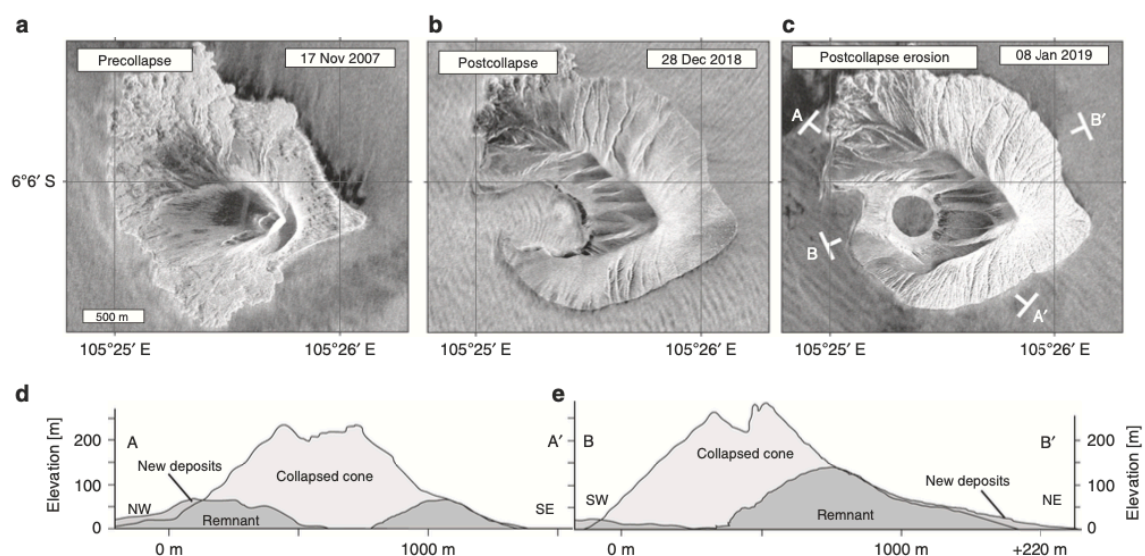 a
b
c
Precollapse
17 Nov 2007
Postcollapse
28 Dec 2018
Postcollapse erosion
08 Jan 2019
A
B′
6°6′ S
B
A′
500 m
105°25′ E
105°26′ E
105°25′ E
105°26′ E
105°25′ E
105°26′ E
d
e
Elevation [m]
200
100
0
A
A′
New deposits
Collapsed cone
NW
Remnant
SE
0 m
1000 m
B
B′
Collapsed cone
New deposits
SW
Remnant
NE
200
100
0
Elevation [m]
0 m
1000 m
+220 m